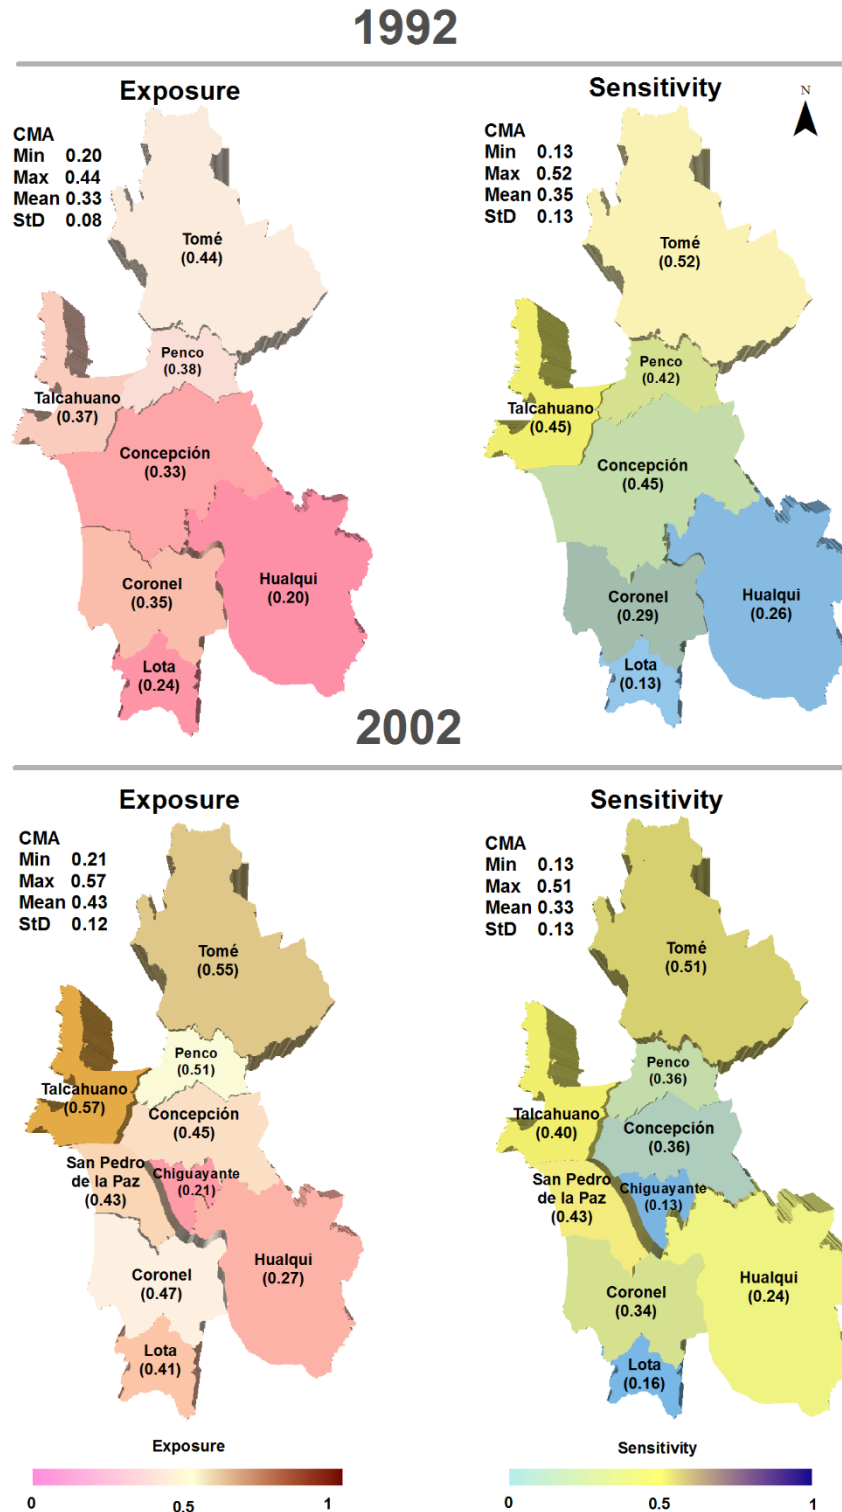 1992
Exposure
CMA
Min 0.20
Max 0.44
Mean 0.33
StD 0.08
Tomé
(0.44)
Penco
(0.38)
Talcahuano
(0.37)
Concepción
(0.33)
Coronel
(0.35)
Hualqui
(0.20)
Lota
(0.24)
Sensitivity
N
CMA
Min 0.13
Max 0.52
Mean 0.35
StD 0.13
Tomé
(0.52)
Penco
(0.42)
Talcahuano
(0.45)
Concepción
(0.45)
Coronel
(0.29)
Hualqui
(0.26)
Lota
(0.13)
2002
Exposure
CMA
Min 0.21
Max 0.57
Mean 0.43
StD 0.12
Tomé
(0.55)
Penco
(0.51)
Talcahuano
(0.57)
Concepción
(0.45)
San Pedro
de la Paz
(0.43)
Chiguayante
(0.21)
Hualqui
(0.27)
Coronel
(0.47)
Lota
(0.41)
Exposure
0 0.5 1
Sensitivity
CMA
Min 0.13
Max 0.51
Mean 0.33
StD 0.13
Tomé
(0.51)
Penco
(0.36)
Talcahuano
(0.40)
Concepción
(0.36)
San Pedro
de la Paz
(0.43)
Chiguayante
(0.13)
Hualqui
(0.24)
Coronel
(0.34)
Lota
(0.16)
Sensitivity
0 0.5 1